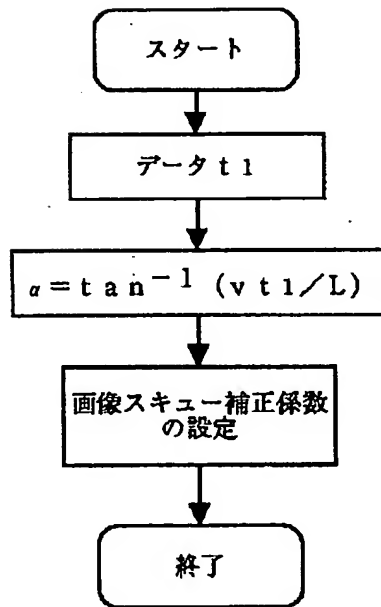 スタート
データt1
α=tan⁻¹(vt1/L)
画像スキュー補正係数
の設定
終了